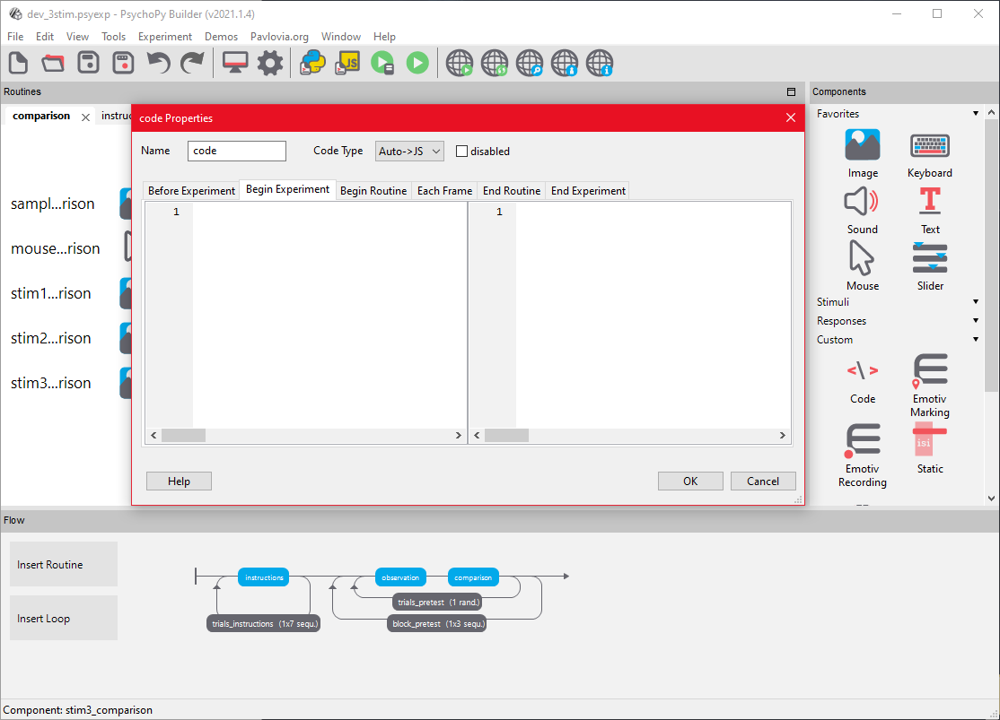 dev_3stim.psyexp - PsychoPy Builder (v2021.1.4)
File Edit View Tools Experiment Demos Pavlovia.org Window Help
JS
Routines
Components
comparison
instruc
code Properties
Name code Code Type Auto->JS disabled
Before Experiment Begin Experiment Begin Routine Each Frame End Routine End Experiment
1 1
Help OK Cancel
sampl...rison
mouse...rison
stim1...rison
stim2...rison
stim3...rison
Favorites
Image Keyboard
T
Sound Text
Mouse Slider
Stimuli
Responses
Custom
Code Emotiv
Marking
isi
Emotiv Static
Recording
Flow
Insert Routine
Insert Loop
instructions observation comparison
trials_pretest (1 rand.)
trials_instructions (1x7 sequ.) block_pretest (1x3 sequ.)
Component: stim3_comparison